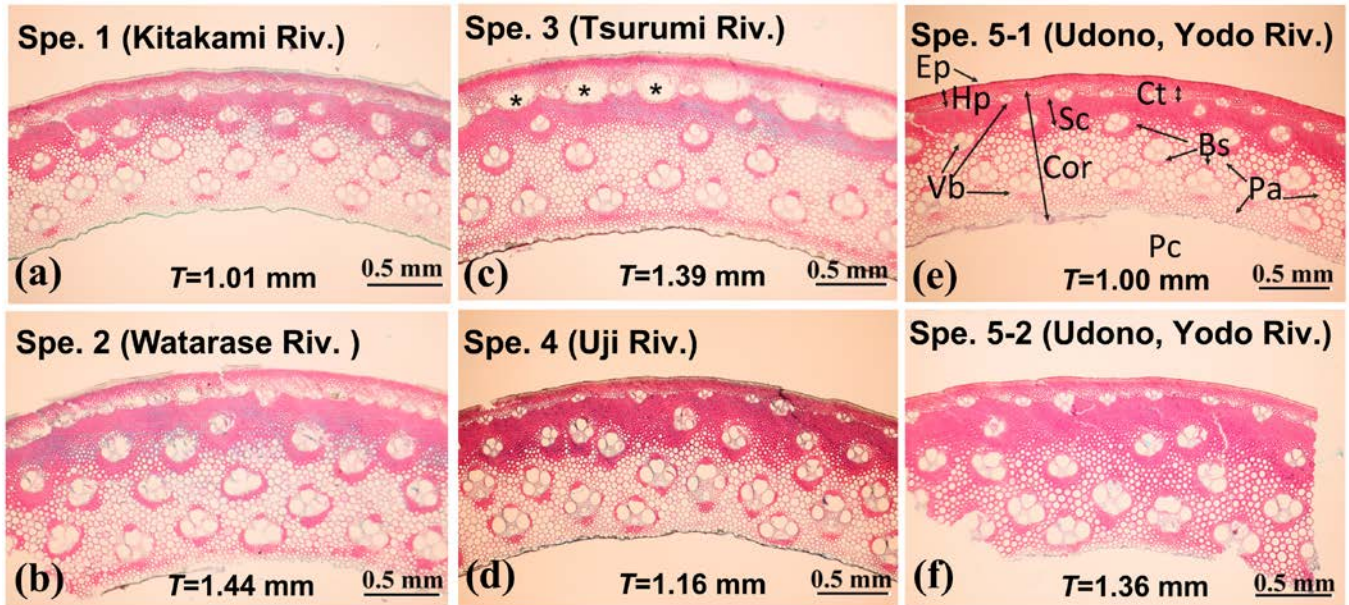 Spe. 1 (Kitakami Riv.)
(a)
T=1.01 mm
0.5 mm
Spe. 3 (Tsurumi Riv.)
* * *
(c)
T=1.39 mm
0.5 mm
Spe. 5-1 (Udono, Yodo Riv.)
Ep
Hp
Ct
Sc
Bs
Cor
Vb
Pa
Pc
(e)
T=1.00 mm
0.5 mm
Spe. 2 (Watarase Riv. )
(b)
T=1.44 mm
0.5 mm
Spe. 4 (Uji Riv.)
(d)
T=1.16 mm
0.5 mm
Spe. 5-2 (Udono, Yodo Riv.)
(f)
T=1.36 mm
0.5 mm